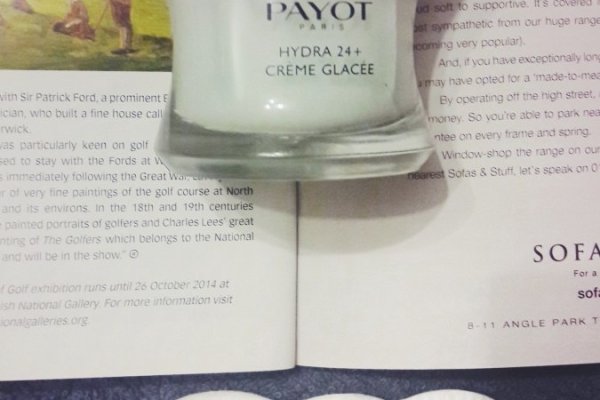 PAYOT
PARIS
HYDRA 24+
CRÈME GLACÉE
with Sir Patrick Ford, a prominent
ician, who built a fine house
rwick.
was particularly keen on golf
sed to stay with the Fords at
s immediately following the Great War,
r of very fine paintings of the golf course at North
and its environs. In the 18th and 19th centuries
e painted portraits of golfers and Charles Lees' great
nting of The Golfers which belongs to the National
and will be in the show."
f Golf exhibition runs until 26 October 2014 at
ish National Gallery. For more information visit
ionalgalleries.org.
ud soft to supportive. It's covered
ost sympathetic from our huge range
coming very popular).
And, if you have exceptionally long
may have opted for a 'made-to-mea
By operating off the high street,
money. So you're able to park near
ntee on every frame and spring.
Window-shop the range on our
nearest Sofas & Stuff, let's speak on 0
SOFA
For a
sofa
8-11 ANGLE PARK T